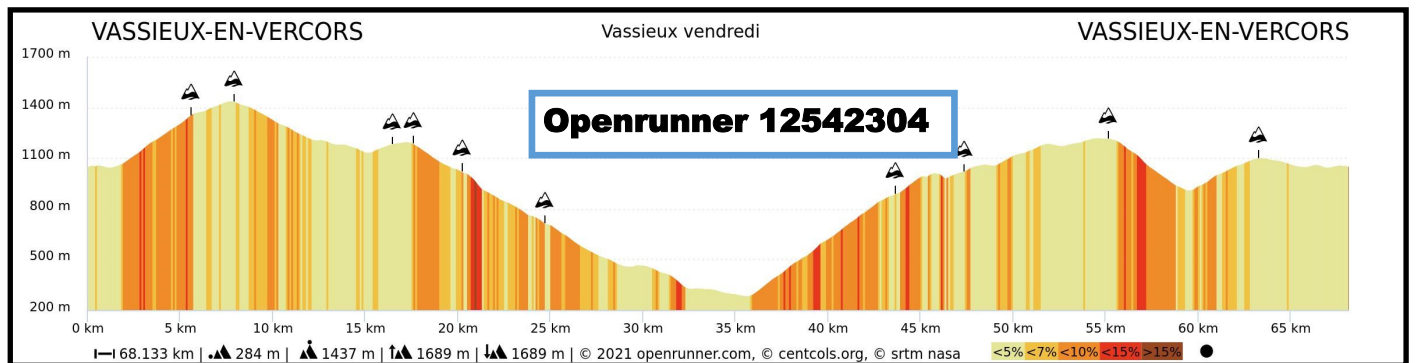 VASSIEUX-EN-VERCORS Vassieux vendredi VASSIEUX-EN-VERCORS
1700 m
1400 m
Openrunner 12542304
1100 m
800 m
500 m
200 m
0 Km 5 Km 10 Km 15 Km 20 Km 25 Km 30 Km 35 Km 40 Km 45 Km 50 Km 55 Km 60 Km 65 Km
68.133 km | 284 m | 1437 m | 1689 m | 1689 m | © 2021 openrunner.com, © centcols.org, © srtm nasa <5% <7% <10% <15% >15%